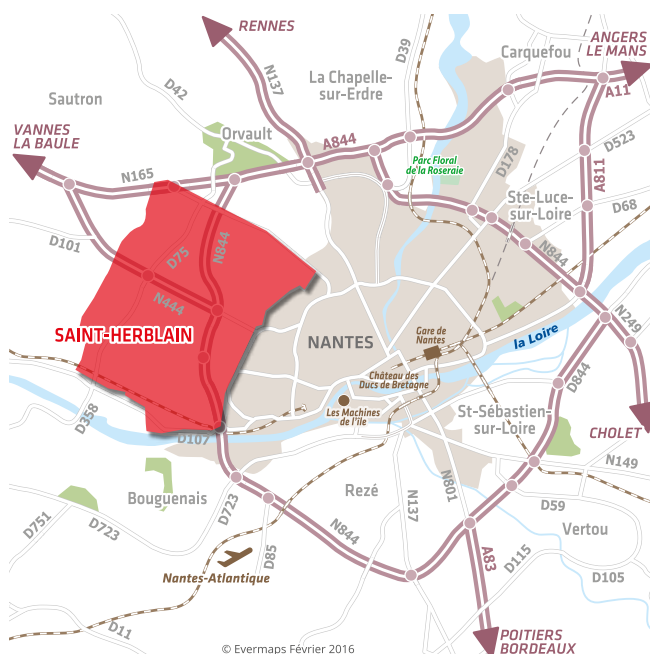 RENNES
ANGERS
LE MANS
D39
Carquefou
N137
La Chapelle-
sur-Erdre
A11
D42
Sautron
Orvault
VANNES
LA BAULE
A844
D523
A811
N165
Parc Floral
de la Roseraie
D178
Ste-Luce-
sur-Loire
D68
D101
D75
N844
N844
N444
N249
SAINT-HERBLAIN
NANTES
Gare de
Nantes
la Loire
Château des
Ducs de Bretagne
D844
Les Machines
de l'île
St-Sébastien-
sur-Loire
D358
D107
CHOLET
N149
Bouguenais
D723
Rezé
N137
N801
D59
Vertou
D751
D723
N844
D85
A83
D115
D105
Nantes-Atlantique
D11
POITIERS
BORDEAUX
© Evermaps Février 2016